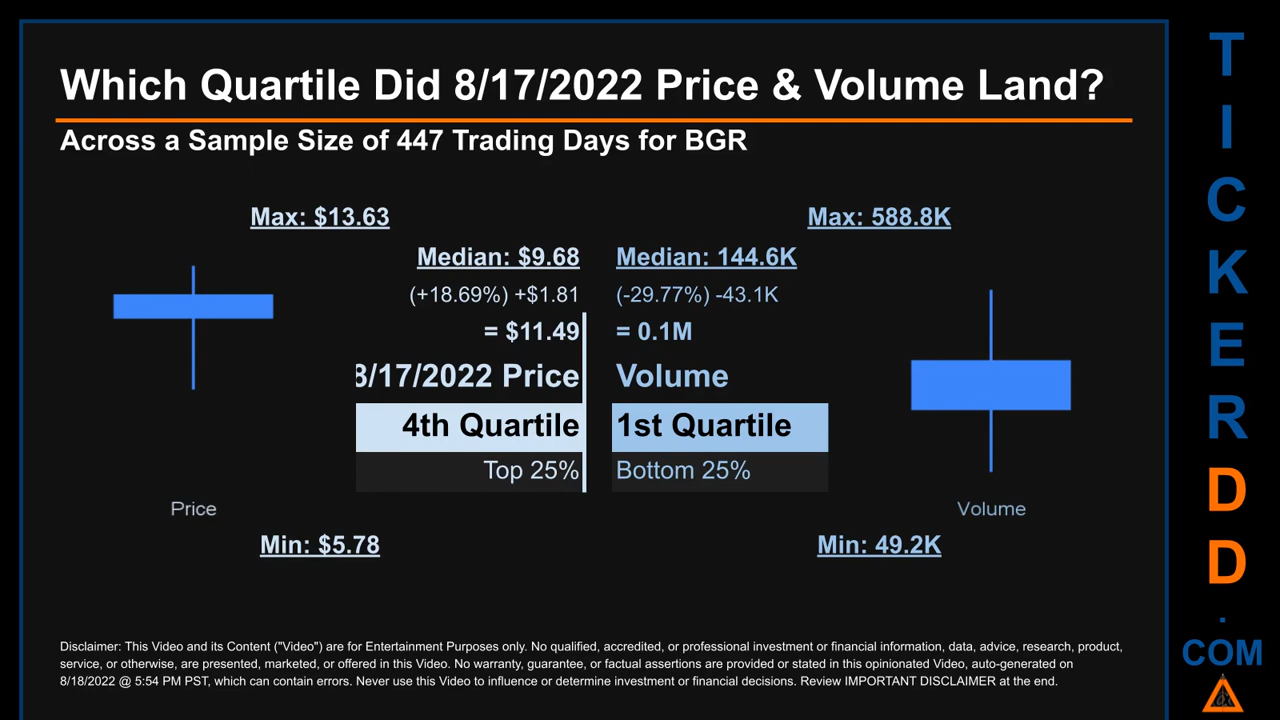 Which Quartile Did 8/17/2022 Price & Volume Land?
Across a Sample Size of 447 Trading Days for BGR
Max: $13.63
Max: 588.8K
Median: $9.68
Median: 144.6K
(+18.69%) +$1.81
(-29.77%) -43.1K
= $11.49
= 0.1M
8/17/2022 Price
Volume
4th Quartile
1st Quartile
Top 25%
Bottom 25%
Price
Volume
Min: $5.78
Min: 49.2K
Disclaimer: This Video and its Content ("Video") are for Entertainment Purposes only. No qualified, accredited, or professional investment or financial information, data, advice, research, product,
service, or otherwise, are presented, marketed, or offered in this Video. No warranty, guarantee, or factual assertions are provided or stated in this opinionated Video, auto-generated on
8/18/2022 @ 5:54 PM PST, which can contain errors. Never use this Video to influence or determine investment or financial decisions. Review IMPORTANT DISCLAIMER at the end.
T
I
C
K
E
R
D
D
.
COM